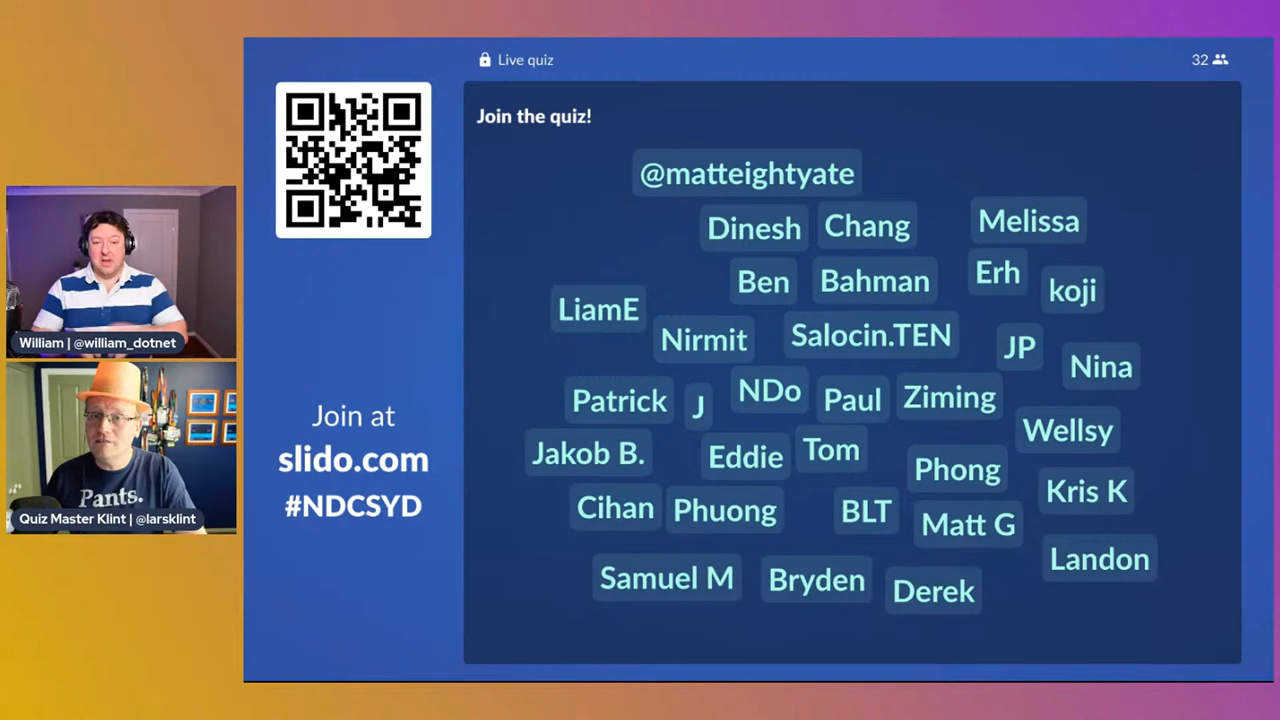 Live quiz
32
Join the quiz!
@matteightyate
Dinesh
Chang
Melissa
Ben
Bahman
Erh
koji
LiamE
Nirmit
Salocin.TEN
JP
Nina
Patrick
J
NDo
Paul
Ziming
Wellsy
Jakob B.
Eddie
Tom
Phong
Kris K
Cihan
Phuong
BLT
Matt G
Landon
Samuel M
Bryden
Derek
Join at
slido.com
#NDCSYD
William | @william_dotnet
Pants.
Quiz Master Klint | @larsklint